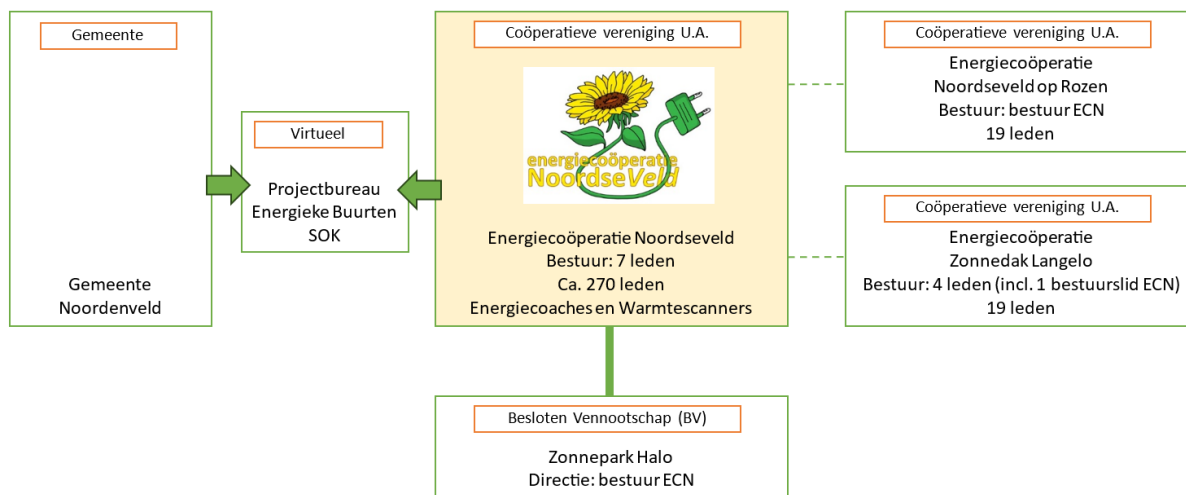 Gemeente
Gemeente
Noordenveld
Virtueel
Projectbureau
Energieke Buurten
SOK
Coöperatieve vereniging U.A.
energiecoöperatie
NoordseVeld
Energiecoöperatie Noordseveld
Bestuur: 7 leden
Ca. 270 leden
Energiecoaches en Warmtescanners
Coöperatieve vereniging U.A.
Energiecoöperatie
Noordseveld op Rozen
Bestuur: bestuur ECN
19 leden
Coöperatieve vereniging U.A.
Energiecoöperatie
Zonnedak Langelo
Bestuur: 4 leden (incl. 1 bestuurslid ECN)
19 leden
Besloten Vennootschap (BV)
Zonnepark Halo
Directie: bestuur ECN